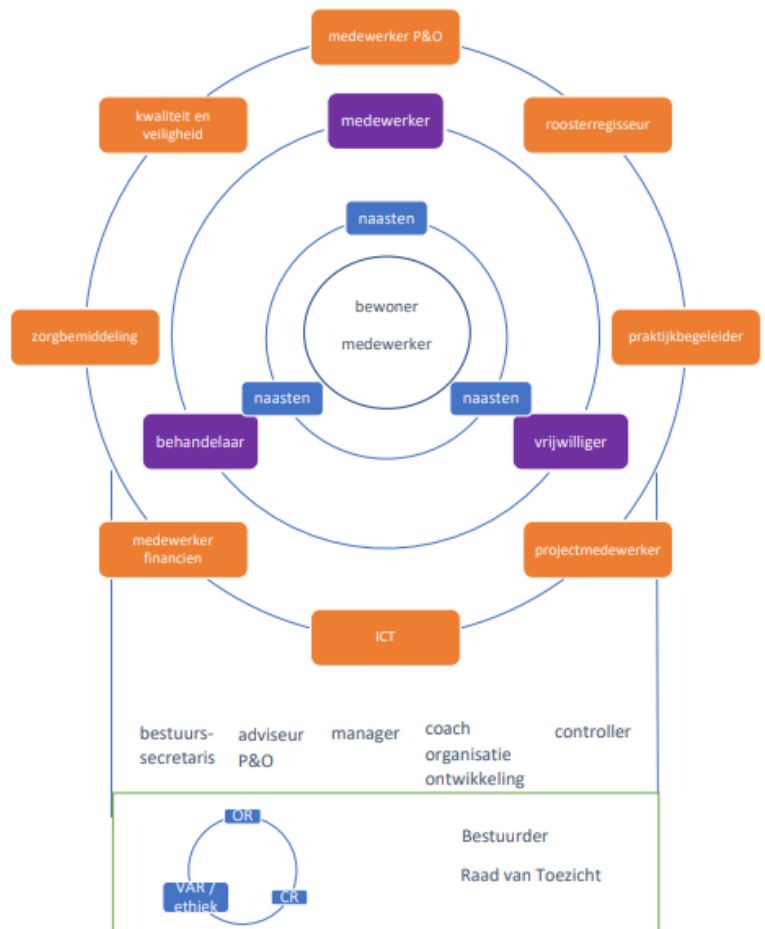 medewerker P&O
kwaliteit en
veiligheid
medewerker
roosterregisseur
naasten
bewoner
medewerker
zorgbemiddeling
praktijkbegeleider
naasten
naasten
behandelaar
vrijwilliger
medewerker
financien
projectmedewerker
ICT
bestuurs-
secretaris
adviseur
P&O
manager
coach
organisatie
ontwikkeling
controller
OR
VAR /
ethiek
CR
Bestuurder
Raad van Toezicht